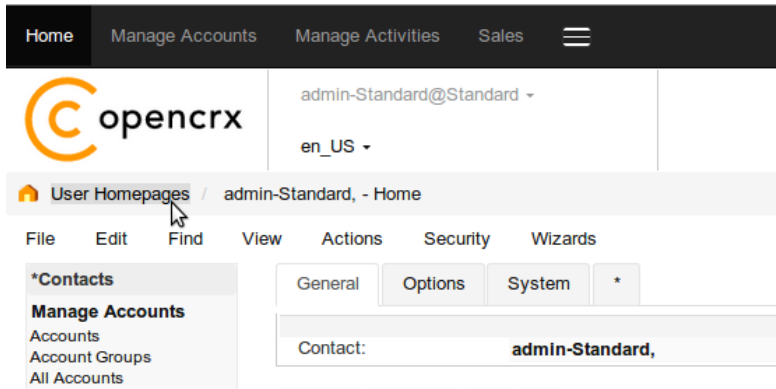 Home Manage Accounts Manage Activities Sales
opencrx
admin-Standard@Standard
en_US
User Homepages / admin-Standard, - Home
File Edit Find View Actions Security Wizards
*Contacts
Manage Accounts
Accounts
Account Groups
All Accounts
General Options System *
Contact: admin-Standard,